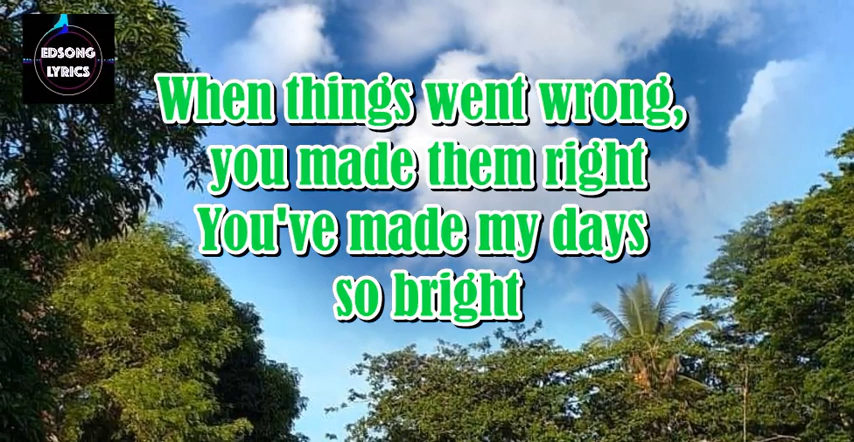 EDSONG
LYRICS
When things went wrong,
you made them right
You've made my days
so bright